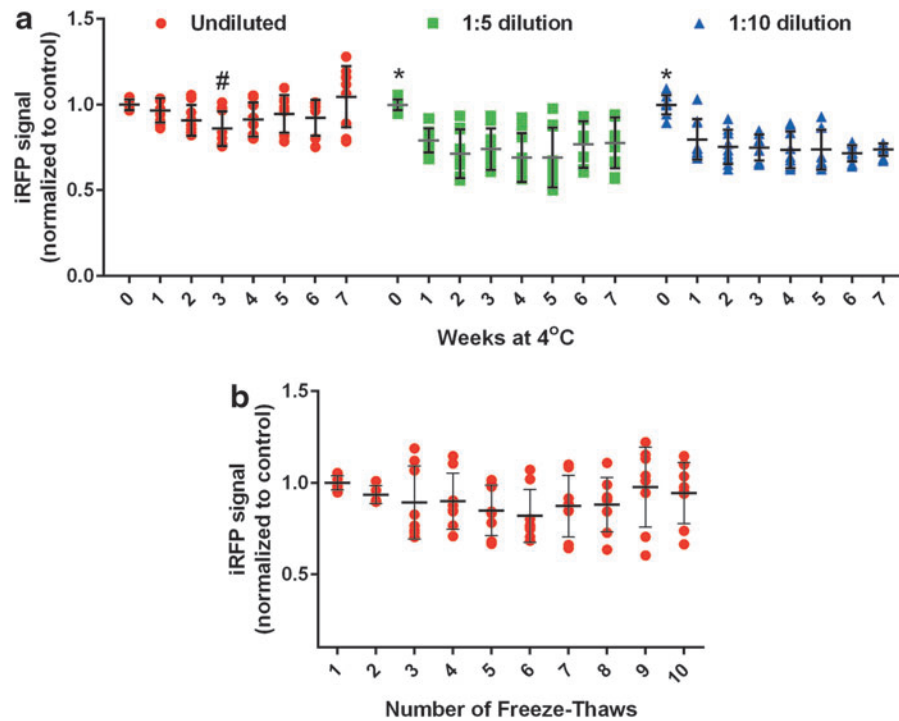 a
Undiluted
1:5 dilution
1:10 dilution
iRFP signal
(normalized to control)
1.5
1.0
0.5
0.0
#
*
*
0 1 2 3 4 5 6 7 0 1 2 3 4 5 6 7 0 1 2 3 4 5 6 7
Weeks at 4°C
b
iRFP signal
(normalized to control)
1.5
1.0
0.5
1 2 3 4 5 6 7 8 9 10
Number of Freeze-Thaws